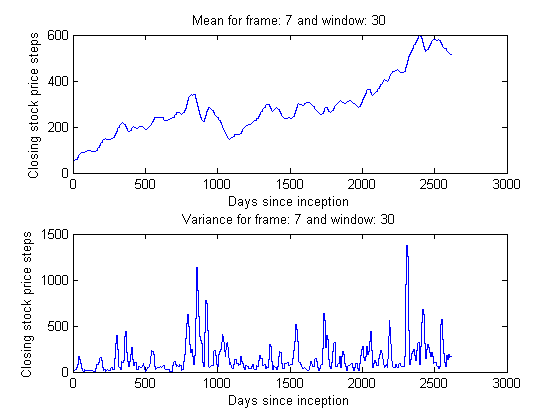 Mean for frame: 7 and window: 30
600
400
200
0
Closing stock price steps
0 500 1000 1500 2000 2500 3000
Days since inception
Variance for frame: 7 and window: 30
1500
1000
500
0
Closing stock price steps
0 500 1000 1500 2000 2500 3000
Days since inception